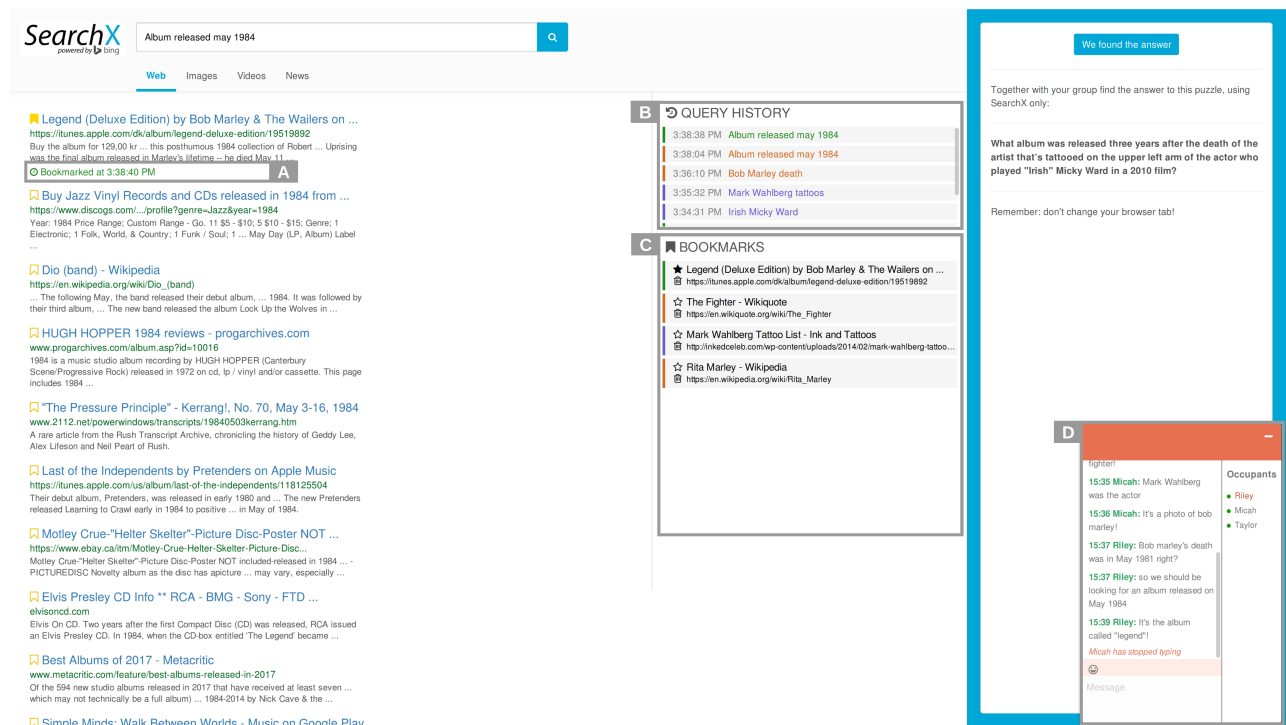 SearchX
powered by bing
Album released may 1984
Web Images Videos News
Legend (Deluxe Edition) by Bob Marley & The Wailers on ...
https://itunes.apple.com/dk/album/legend-deluxe-edition/19519892
Buy the album for 129,00 kr ... this posthumous 1984 collection of Robert ... Uprising
was the final album released in Marley's lifetime -- he died May 11 ...
Bookmarked at 3:38:40 PM
A
Buy Jazz Vinyl Records and CDs released in 1984 from ...
https://www.discogs.com/.../profile?genre=Jazz&year=1984
Year: 1984 Price Range; Custom Range - Go. 11 $5 - $10; 5 $10 - $15; Genre; 1
Electronic; 1 Folk, World, & Country; 1 Funk / Soul; 1 ... May Day (LP, Album) Label
...
Dio (band) - Wikipedia
https://en.wikipedia.org/wiki/Dio_(band)
... The following May, the band released their debut album, ... 1984. It was followed by
their third album, ... The new band released the album Lock Up the Wolves in ...
HUGH HOPPER 1984 reviews - progarchives.com
www.progarchives.com/album.asp?id=10016
1984 is a music studio album recording by HUGH HOPPER (Canterbury
Scene/Progressive Rock) released in 1972 on cd, lp / vinyl and/or cassette. This page
includes 1984 ...
"The Pressure Principle" - Kerrang!, No. 70, May 3-16, 1984
www.2112.net/powerwindows/transcripts/19840503kerrang.htm
A rare article from the Rush Transcript Archive, chronicling the history of Geddy Lee,
Alex Lifeson and Neil Peart of Rush.
Last of the Independents by Pretenders on Apple Music
https://itunes.apple.com/us/album/last-of-the-independents/118125504
Their debut album, Pretenders, was released in early 1980 and ... The new Pretenders
released Learning to Crawl early in 1984 to positive ... in May of 1984.
Motley Crue-"Helter Skelter"-Picture Disc-Poster NOT ...
https://www.ebay.ca/itm/Motley-Crue-Helter-Skelter-Picture-Disc...
Motley Crue-"Helter Skelter"-Picture Disc-Poster NOT included-released in 1984 ... -
PICTUREDISC Novelty album as the disc has apicture ... may vary, especially ...
Elvis Presley CD Info ** RCA - BMG - Sony - FTD ...
elvisoncd.com
Elvis On CD. Two years after the first Compact Disc (CD) was released, RCA issued
an Elvis Presley CD. In 1984, when the CD-box entitled 'The Legend' became ...
Best Albums of 2017 - Metacritic
www.metacritic.com/feature/best-albums-released-in-2017
Of the 594 new studio albums released in 2017 that have received at least seven ...
which may not technically be a full album) ... 1984-2014 by Nick Cave & the ...
Simple Minds: Walk Between Worlds - Music on Google Play
B
QUERY HISTORY
3:38:38 PM Album released may 1984
3:38:04 PM Album released may 1984
3:36:10 PM Bob Marley death
3:35:32 PM Mark Wahlberg tattoos
3:34:31 PM Irish Micky Ward
C
BOOKMARKS
Legend (Deluxe Edition) by Bob Marley & The Wailers on ...
https://itunes.apple.com/dk/album/legend-deluxe-edition/19519892
The Fighter - Wikiquote
https://en.wikiquote.org/wiki/The_Fighter
Mark Wahlberg Tattoo List - Ink and Tattoos
http://inkedceleb.com/wp-content/uploads/2014/02/mark-wahlberg-tattoo...
Rita Marley - Wikipedia
https://en.wikipedia.org/wiki/Rita_Marley
We found the answer
Together with your group find the answer to this puzzle, using
SearchX only:
What album was released three years after the death of the
artist that's tattooed on the upper left arm of the actor who
played "Irish" Micky Ward in a 2010 film?
Remember: don't change your browser tab!
D
fighter!
15:35 Micah: Mark Wahlberg
was the actor
15:36 Micah: It's a photo of bob
marley!
15:37 Riley: Bob marley's death
was in May 1981 right?
15:37 Riley: so we should be
looking for an album released on
May 1984
15:39 Riley: It's the album
called "legend"!
Micah has stopped typing
Message
Occupants
Riley
Micah
Taylor